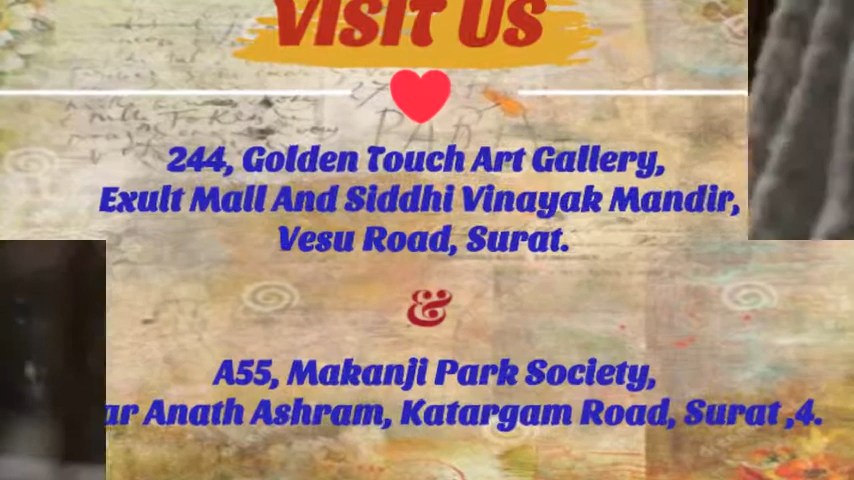 VISIT US
244, Golden Touch Art Gallery,
Exult Mall And Siddhi Vinayak Mandir,
Vesu Road, Surat.
&
A55, Makanji Park Society,
Anath Ashram, Katargam Road, Surat ,4.